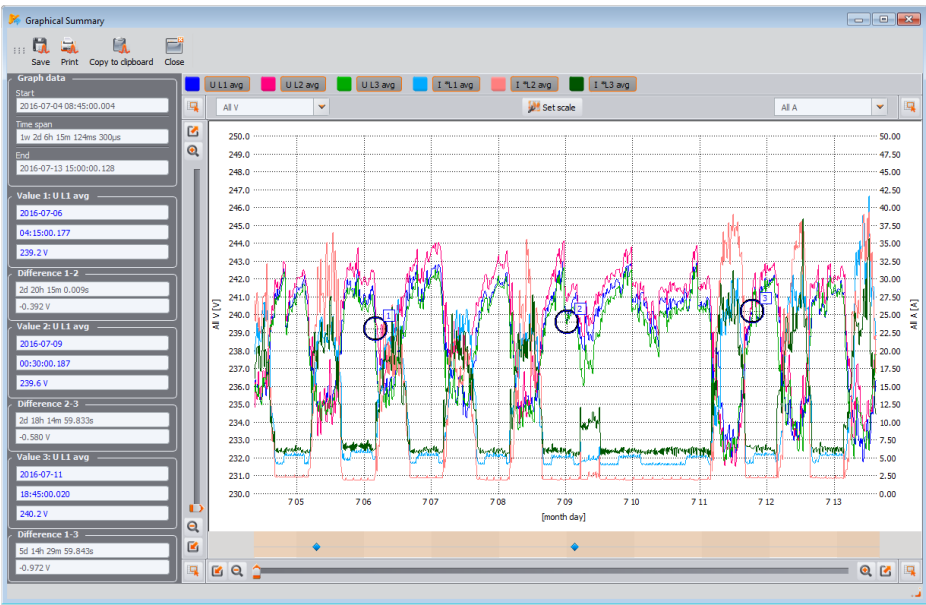 Graphical Summary
Save Print Copy to clipboard Close
Graph data
Start
2016-07-04 08:45:00.004
Time span
1w 2d 6h 15m 124ms 300µs
End
2016-07-13 15:00:00.128
Value 1: U L1 avg
2016-07-06
04:15:00.177
239.2 V
Difference 1-2
2d 20h 15m 0.009s
-0.392 V
Value 2: U L1 avg
2016-07-09
00:30:00.187
239.6 V
Difference 2-3
2d 18h 14m 59.833s
-0.580 V
Value 3: U L1 avg
2016-07-11
18:45:00.020
240.2 V
Difference 1-3
5d 14h 29m 59.843s
-0.972 V
U L1 avg U L2 avg U L3 avg I *L1 avg I *L2 avg I *L3 avg
All V Set scale All A
250.0 50.00
249.0 47.50
248.0 45.00
247.0 42.50
246.0 40.00
245.0 37.50
244.0 35.00
243.0 32.50
242.0 30.00
241.0 27.50
240.0 25.00
239.0 22.50
238.0 20.00
237.0 17.50
236.0 15.00
235.0 12.50
234.0 10.00
233.0 7.50
232.0 5.00
231.0 2.50
230.0 0.00
All V [V]
All A [A]
1
2
3
7 05 7 06 7 07 7 08 7 09 7 10 7 11 7 12 7 13
[month day]